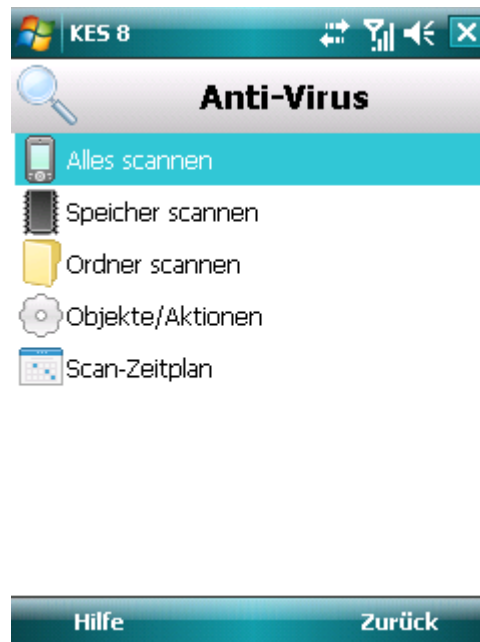 KES 8
Anti-Virus
Alles scannen
Speicher scannen
Ordner scannen
Objekte/Aktionen
Scan-Zeitplan
Hilfe Zurück